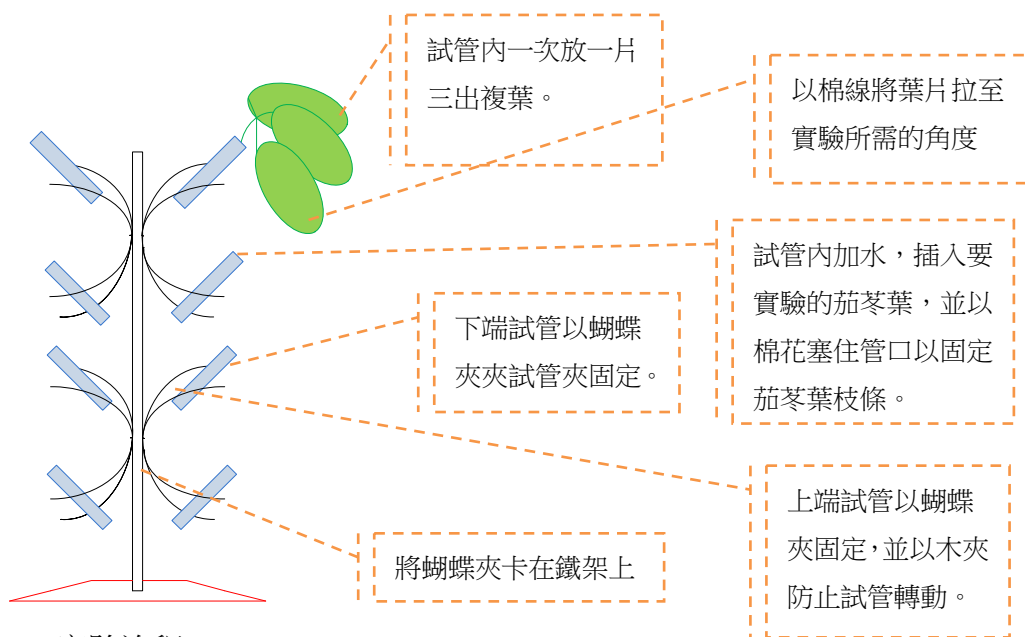 試管內一次放一片
三出複葉。
以棉線將葉片拉至
實驗所需的角度
試管內加水，插入要
實驗的茄苳葉，並以
棉花塞住管口以固定
茄苳葉枝條。
下端試管以蝴蝶
夾夾試管夾固定。
上端試管以蝴蝶
夾固定，並以木夾
防止試管轉動。
將蝴蝶夾卡在鐵架上